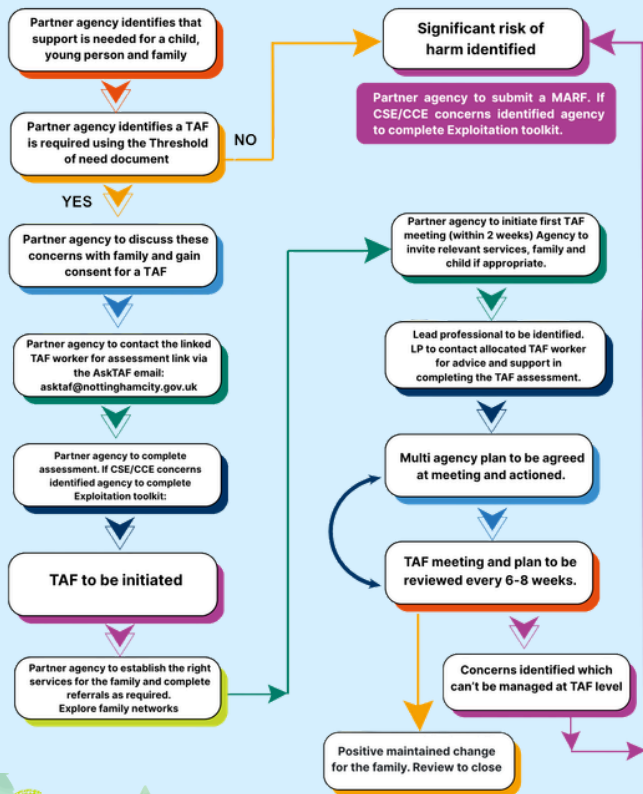 Partner agency identifies that
support is needed for a child,
young person and family
Partner agency identifies a TAF
is required using the Threshold
of need document
NO
YES
Partner agency to discuss these
concerns with family and gain
consent for a TAF
Partner agency to contact the linked
TAF worker for assessment link via
the AskTAF email:
asktaf@nottinghamcity.gov.uk
Partner agency to complete
assessment. If CSE/CCE concerns
identified agency to complete
Exploitation toolkit:
TAF to be initiated
Partner agency to establish the right
services for the family and complete
referrals as required.
Explore family networks
Significant risk of
harm identified
Partner agency to submit a MARF. If
CSE/CCE concerns identified agency
to complete Exploitation toolkit.
Partner agency to initiate first TAF
meeting (within 2 weeks) Agency to
invite relevant services, family and
child if appropriate.
Lead professional to be identified.
LP to contact allocated TAF worker
for advice and support in
completing the TAF assessment.
Multi agency plan to be agreed
at meeting and actioned.
TAF meeting and plan to be
reviewed every 6-8 weeks.
Concerns identified which
can't be managed at TAF level
Positive maintained change
for the family. Review to close